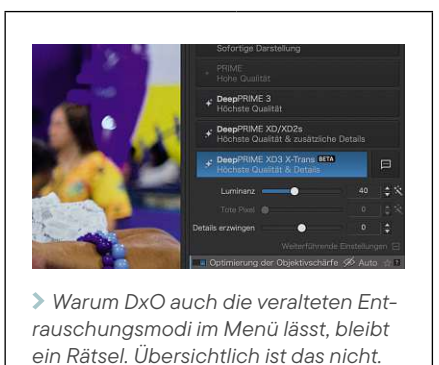 Sofortige Darstellung
PRIME
Hohe Qualität
DeepPRIME 3
Höchste Qualität
DeepPRIME XD/XD2s
Höchste Qualität & zusätzliche Details
DeepPRIME XD3 X-Trans BETA
Höchste Qualität & Details
Luminanz 40
Tote Pixel 0
Details erzwingen 0
Weiterführende Einstellungen
Optimierung der Objektivschärfe Auto
Warum DxO auch die veralteten Ent-
rauschungsmodi im Menü lässt, bleibt
ein Rätsel. Übersichtlich ist das nicht.